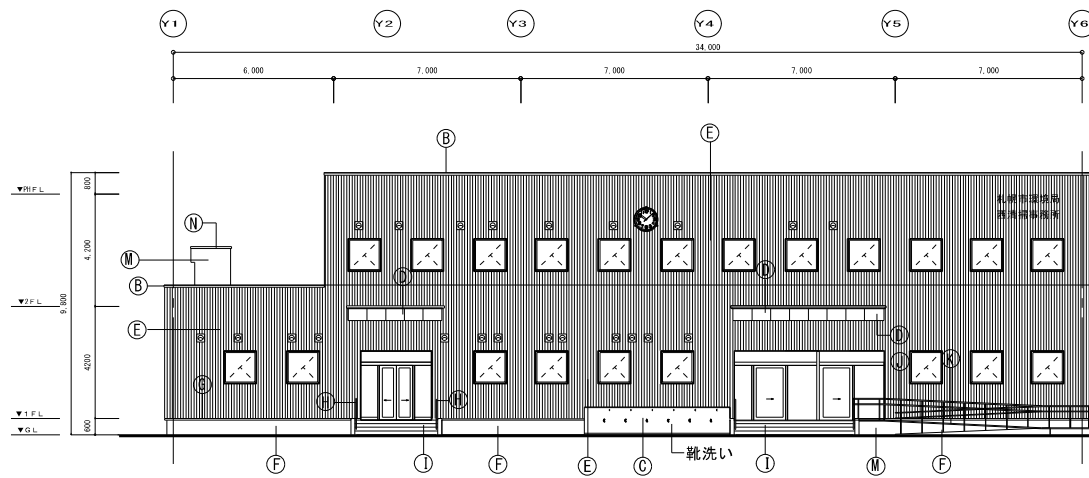 Y1 Y2 Y3 Y4 Y5 Y6
34,000
6,000 7,000 7,000 7,000 7,000
B E
800
▼PHFL
札幌市環境局
西清掃事務所
N
4,200
M
D D
B
▼2FL
9,800
E D
J K
4200
G
H H
▼1FL
600
▼GL
靴洗い
F I F E C I M F